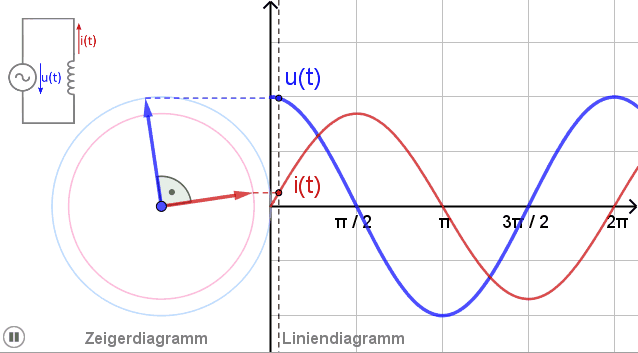 i(t)
u(t)
u(t)
i(t)
π / 2
π
3π / 2
2π
Zeigerdiagramm
Liniendiagramm